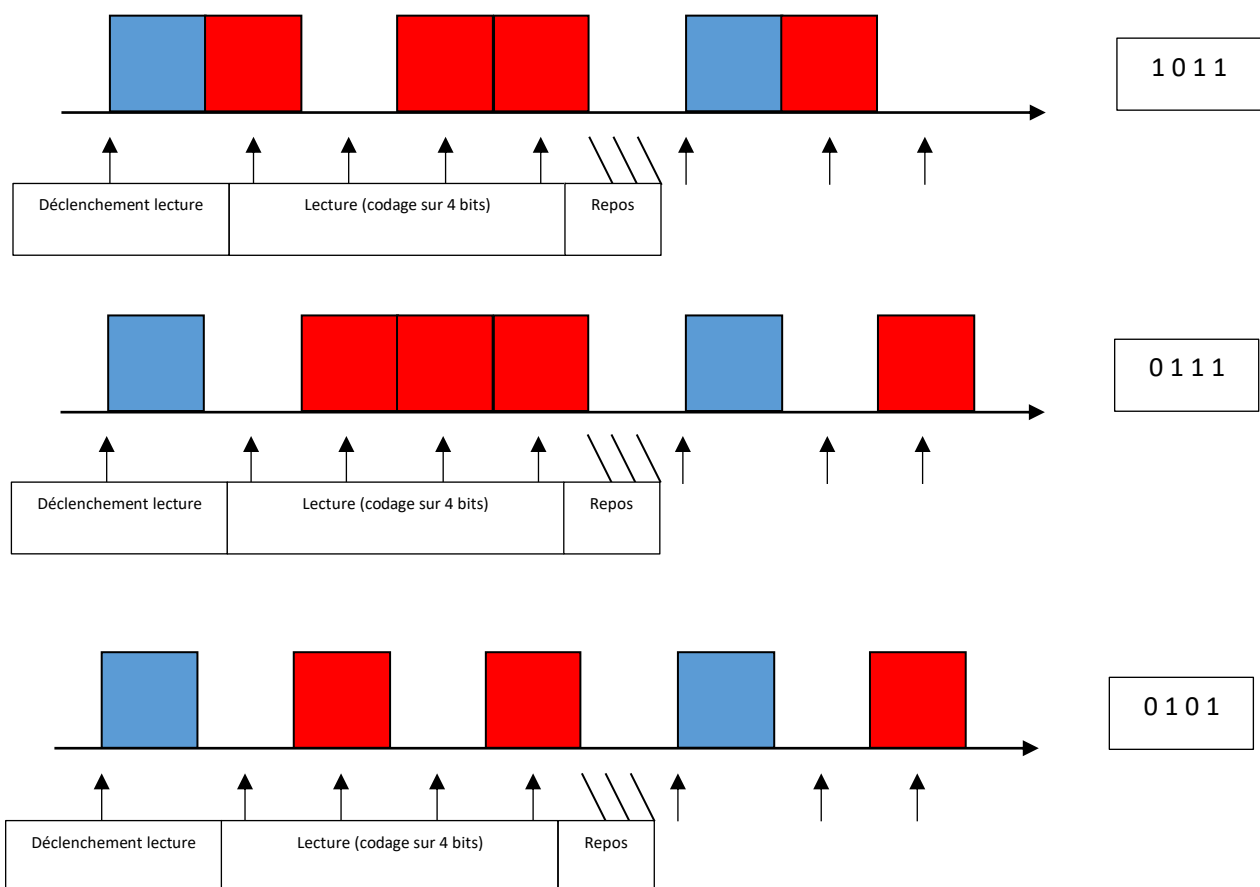 1 0 1 1
Déclenchement lecture
Lecture (codage sur 4 bits)
Repos
0 1 1 1
Déclenchement lecture
Lecture (codage sur 4 bits)
Repos
0 1 0 1
Déclenchement lecture
Lecture (codage sur 4 bits)
Repos